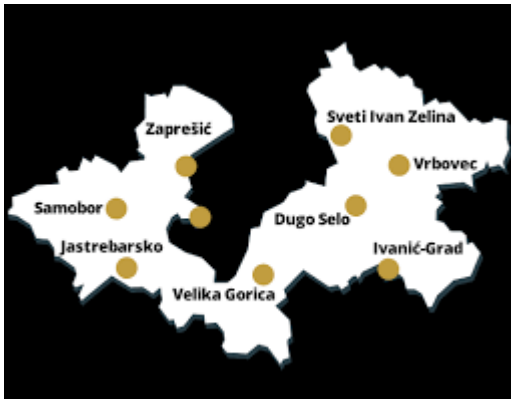 Sveti Ivan Zelina
Zaprešić
Vrbovec
Samobor
Dugo Selo
Jastrebarsko
Ivanić-Grad
Velika Gorica